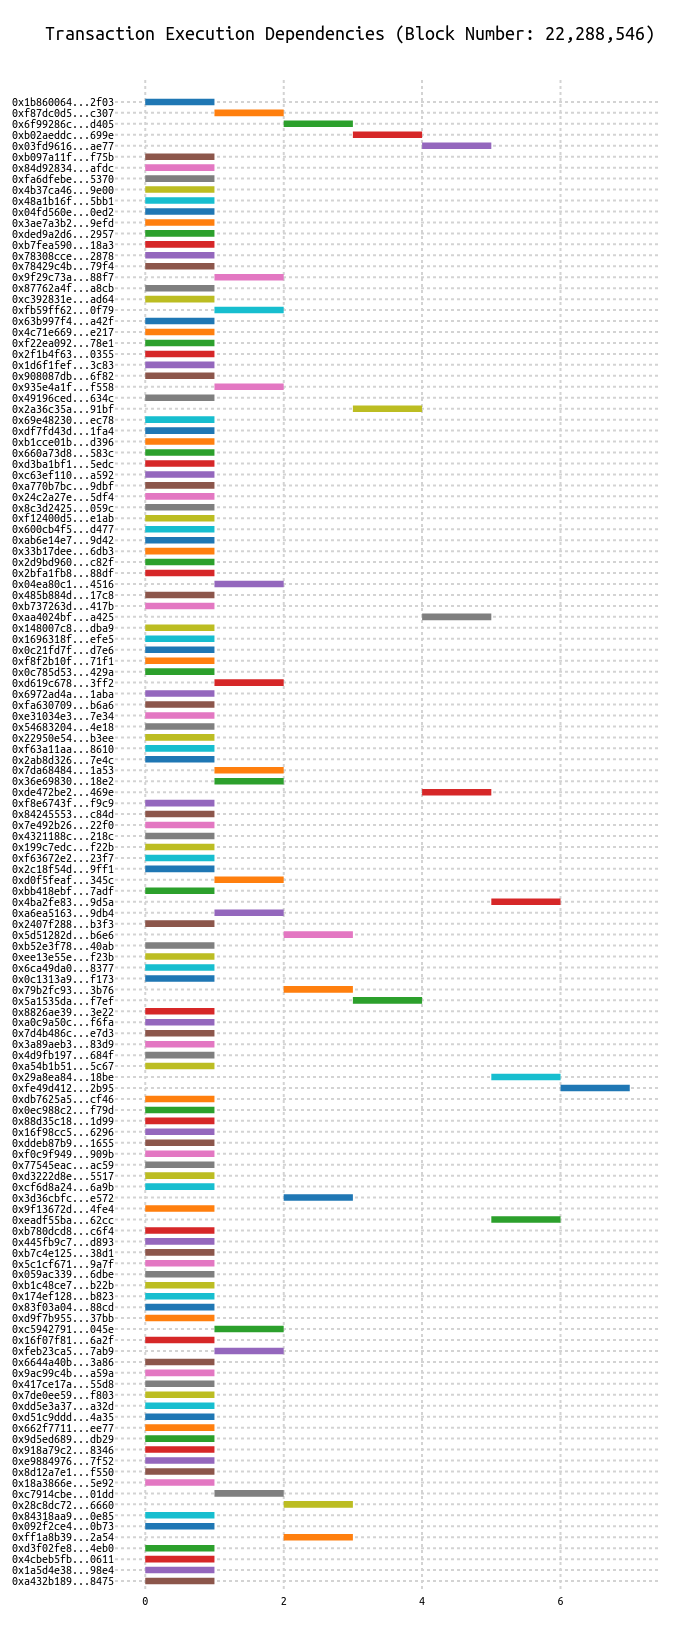 Transaction Execution Dependencies (Block Number: 22,288,546)
0x1b860064...2f03
0xf87dc0d5...c307
0x6f99286c...d405
0xb02aeddc...699e
0x03fd9616...ae77
0xb097a11f...f75b
0x84d92834...afdc
0xfa6dfebe...5370
0x4b37ca46...9e00
0x48a1b16f...5bb1
0x04fd560e...0ed2
0x3ae7a3b2...9efd
0xded9a2d6...2957
0xb7fea590...18a3
0x78308cce...2878
0x78429c4b...79f4
0x9f29c73a...88f7
0x87762a4f...a8cb
0xc392831e...ad64
0xfb59ff62...0f79
0x63b997f4...a42f
0x4c71e669...e217
0xf22ea092...78e1
0x2f1b4f63...0355
0x1d6f1fef...3c83
0x908087db...6f82
0x935e4a1f...f558
0x49196ced...634c
0x2a36c35a...91bf
0x69e48230...ec78
0xdf7fd43d...1fa4
0xb1cce01b...d396
0x660a73d8...583c
0xd3ba1bf1...5edc
0xc63ef110...a592
0xa770b7bc...9dbf
0x24c2a27e...5df4
0x8c3d2425...059c
0xf12400d5...e1ab
0x600cb4f5...d477
0xab6e14e7...9d42
0x33b17dee...6db3
0x2d9bd960...c82f
0x2bfa1fb8...88df
0x04ea80c1...4516
0x485b884d...17c8
0xb737263d...417b
0xaa4024bf...a425
0x148007c8...dba9
0x1696318f...efe5
0x0c21fd7f...d7e6
0xf8f2b10f...71f1
0x0c785d53...429a
0xd619c678...3ff2
0x6972ad4a...1aba
0xfa630709...b6a6
0xe31034e3...7e34
0x54683204...4e18
0x22950e54...b3ee
0xf63a11aa...8610
0x2ab8d326...7e4c
0x7da68484...1a53
0x36e69830...18e2
0xde472be2...469e
0xf8e6743f...f9c9
0x84245553...c84d
0x7e492b26...22f0
0x4321188c...218c
0x199c7edc...f22b
0xf63672e2...23f7
0x2c18f54d...9ff1
0xd0f5feaf...345c
0xbb418ebf...7adf
0x4ba2fe83...9d5a
0xa6ea5163...9db4
0x2407f288...b3f3
0x5d51282d...b6e6
0xb52e3f78...40ab
0xee13e55e...f23b
0x6ca49da0...8377
0x0c1313a9...f173
0x79b2fc93...3b76
0x5a1535da...f7ef
0x8826ae39...3e22
0xa0c9a50c...f6fa
0x7d4b486c...e7d3
0x3a89aeb3...83d9
0x4d9fb197...684f
0xa54b1b51...5c67
0x29a8ea84...18be
0xfe49d412...2b95
0xdb7625a5...cf46
0x0ec988c2...f79d
0x88d35c18...1d99
0x16f98cc5...6296
0xddeb87b9...1655
0xf0c9f949...909b
0x77545eac...ac59
0xd3222d8e...5517
0xcf6d8a24...6a9b
0x3d36cbfc...e572
0x9f13672d...4fe4
0xeadf55ba...62cc
0xb780dcd8...c6f4
0x445fb9c7...d893
0xb7c4e125...38d1
0x5c1cf671...9a7f
0x059ac339...6dbe
0xb1c48ce7...b22b
0x174ef128...b823
0x83f03a04...88cd
0xd9f7b955...37bb
0xc5942791...045e
0x16f07f81...6a2f
0xfeb23ca5...7ab9
0x6644a40b...3a86
0x9ac99c4b...a59a
0x417ce17a...55d8
0x7de0ee59...f803
0xdd5e3a37...a32d
0xd51c9ddd...4a35
0x662f7711...ee77
0x9d5ed689...db29
0x918a79c2...8346
0xe9884976...7f52
0x8d12a7e1...f550
0x18a3866e...5e92
0xc7914cbe...01dd
0x28c8dc72...6660
0x84318aa9...0e85
0x092f2ce4...0b73
0xff1a8b39...2a54
0xd3f02fe8...4eb0
0x4cbeb5fb...0611
0x1a5d4e38...98e4
0xa432b189...8475
0 2 4 6